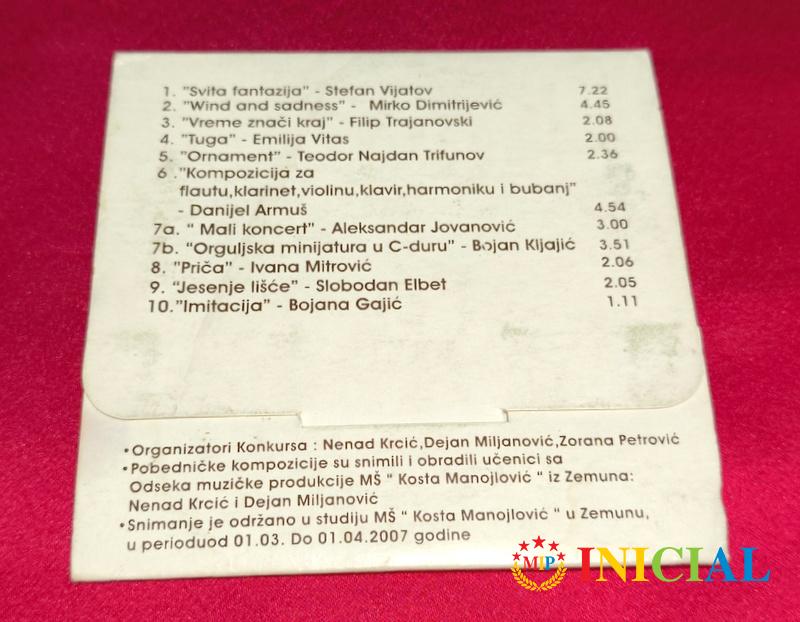 1. "Svita fantazija" - Stefan Vijatov 7.22
2. "Wind and sadness" - Mirko Dimitrijević 4.45
3. "Vreme znači kraj" - Filip Trajanovski 2.08
4. "Tuga" - Emilija Vitas 2.00
5. "Ornament" - Teodor Najdan Trifunov 2.36
6 ."Kompozicija za
flautu,klarinet,violinu,klavir,harmoniku i bubanj"
- Danijel Armuš 4.54
7a. " Mali koncert" - Aleksandar Jovanović 3.00
7b. "Orguljska minijatura u C-duru" - Bojan Kljajić 3.51
8. "Priča" - Ivana Mitrović 2.06
9. "Jesenje lišće" - Slobodan Elbet 2.05
10."Imitacija" - Bojana Gajić 1.11
•Organizatori Konkursa : Nenad Krcić,Dejan Miljanović,Zorana Petrović
•Pobedničke kompozicije su snimili i obradili učenici sa
Odseka muzičke produkcije MŠ " Kosta Manojlović " iz Zemuna:
Nenad Krcić i Dejan Miljanović
•Snimanje je održano u studiju MŠ " Kosta Manojlović " u Zemunu,
u perioduod 01.03. Do 01.04.2007 godine
MIP INICIAL